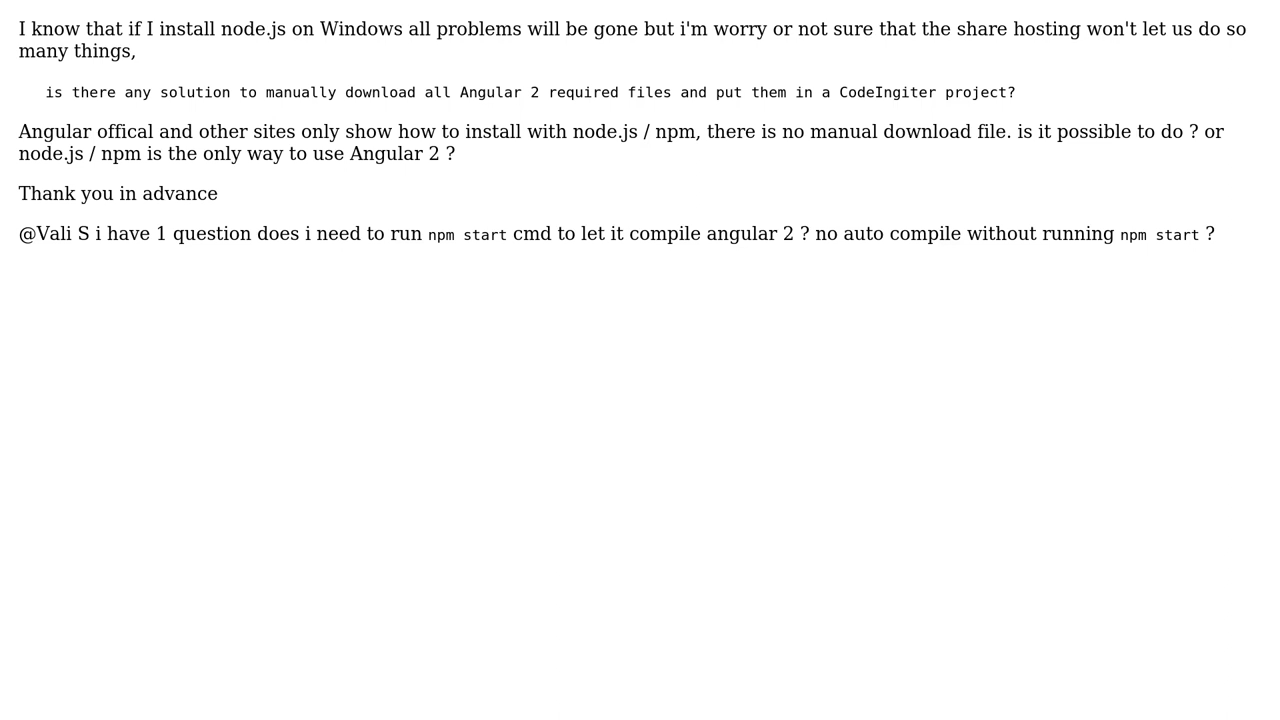 I know that if I install node.js on Windows all problems will be gone but i'm worry or not sure that the share hosting won't let us do so
many things,
is there any solution to manually download all Angular 2 required files and put them in a CodeIngiter project?
Angular offical and other sites only show how to install with node.js / npm, there is no manual download file. is it possible to do ? or
node.js / npm is the only way to use Angular 2 ?
Thank you in advance
@Vali S i have 1 question does i need to run npm start cmd to let it compile angular 2 ? no auto compile without running npm start ?